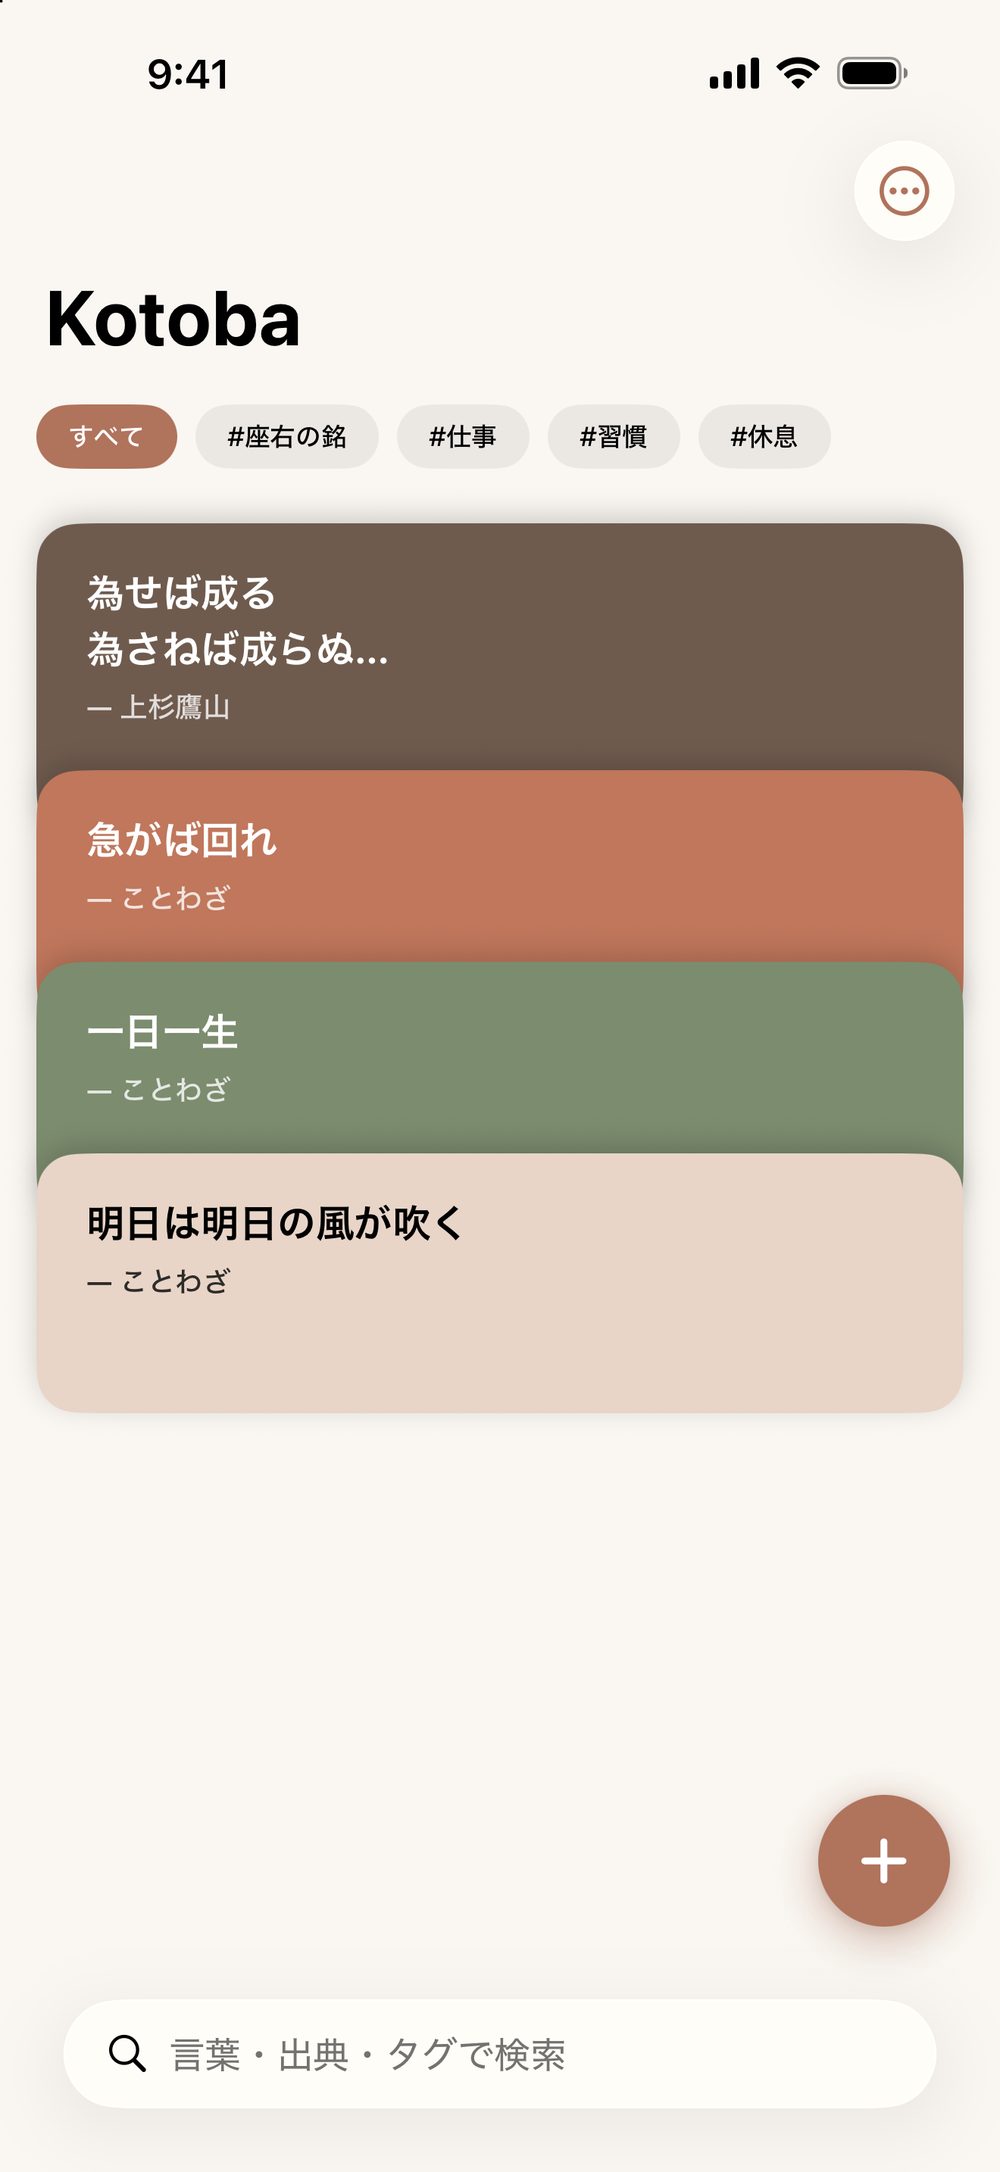 9:41
Kotoba
すべて
#座右の銘
#仕事
#習慣
#休息
為せば成る
為さねば成らぬ...
— 上杉鷹山
急がば回れ
— ことわざ
一日一生
— ことわざ
明日は明日の風が吹く
— ことわざ
言葉・出典・タグで検索